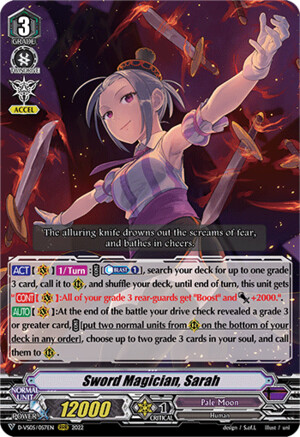 3
GRADE
TWIN DRIVE
ACCEL
The alluring knife drowns out the screams of fear,
and bathes in cheers.
ACT 1/Turn [BLAST 1], search your deck for up to one grade
3 card, call it to, and shuffle your deck, until end of turn, this unit gets
"CONT :All of your grade 3 rear-guards get "Boost" and +2000.".
AUTO :At the end of the battle your drive check revealed a grade 3
or greater card, [put two normal units from on the bottom of your
deck in any order], choose up to two grade 3 cards in your soul, and call
them to.
Sword Magician, Sarah
NORMAL UNIT
POWER 12000 1 CRITICAL Pale Moon
Human
D-VS05/057EN 2022 design / Sat.L illust / uni